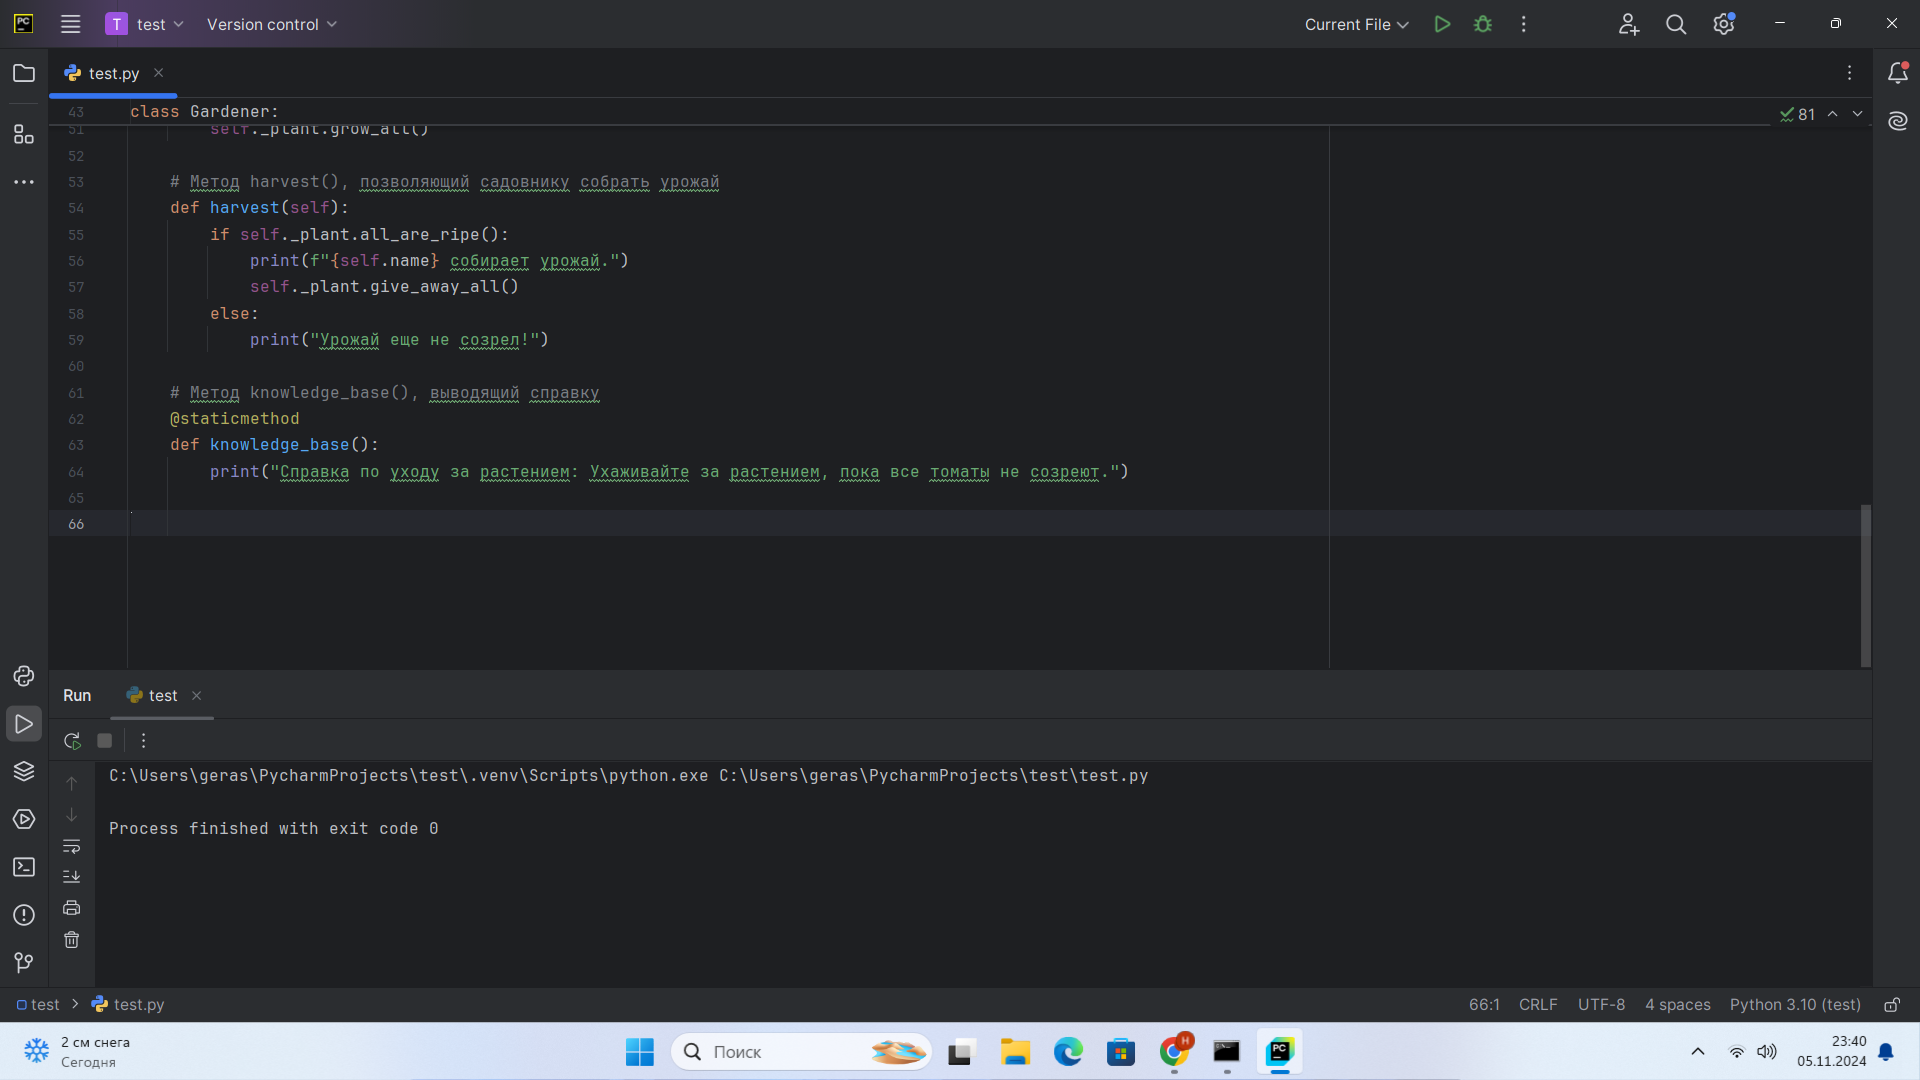 PC
T test Version control Current File
test.py
43 class Gardener: 81
51 self._plant.grow_all()
52
53 # Метод harvest(), позволяющий садовнику собрать урожай
54 def harvest(self):
55 if self._plant.all_are_ripe():
56 print(f"{self.name} собирает урожай.")
57 self._plant.give_away_all()
58 else:
59 print("Урожай еще не созрел!")
60
61 # Метод knowledge_base(), выводящий справку
62 @staticmethod
63 def knowledge_base():
64 print("Справка по уходу за растением: Ухаживайте за растением, пока все томаты не созреют.")
65
66
Run test
C:\Users\geras\PycharmProjects\test\.venv\Scripts\python.exe C:\Users\geras\PycharmProjects\test\test.py
Process finished with exit code 0
test > test.py 66:1 CRLF UTF-8 4 spaces Python 3.10 (test)
2 см снега
Сегодня
Поиск
H
PC
23:40
05.11.2024